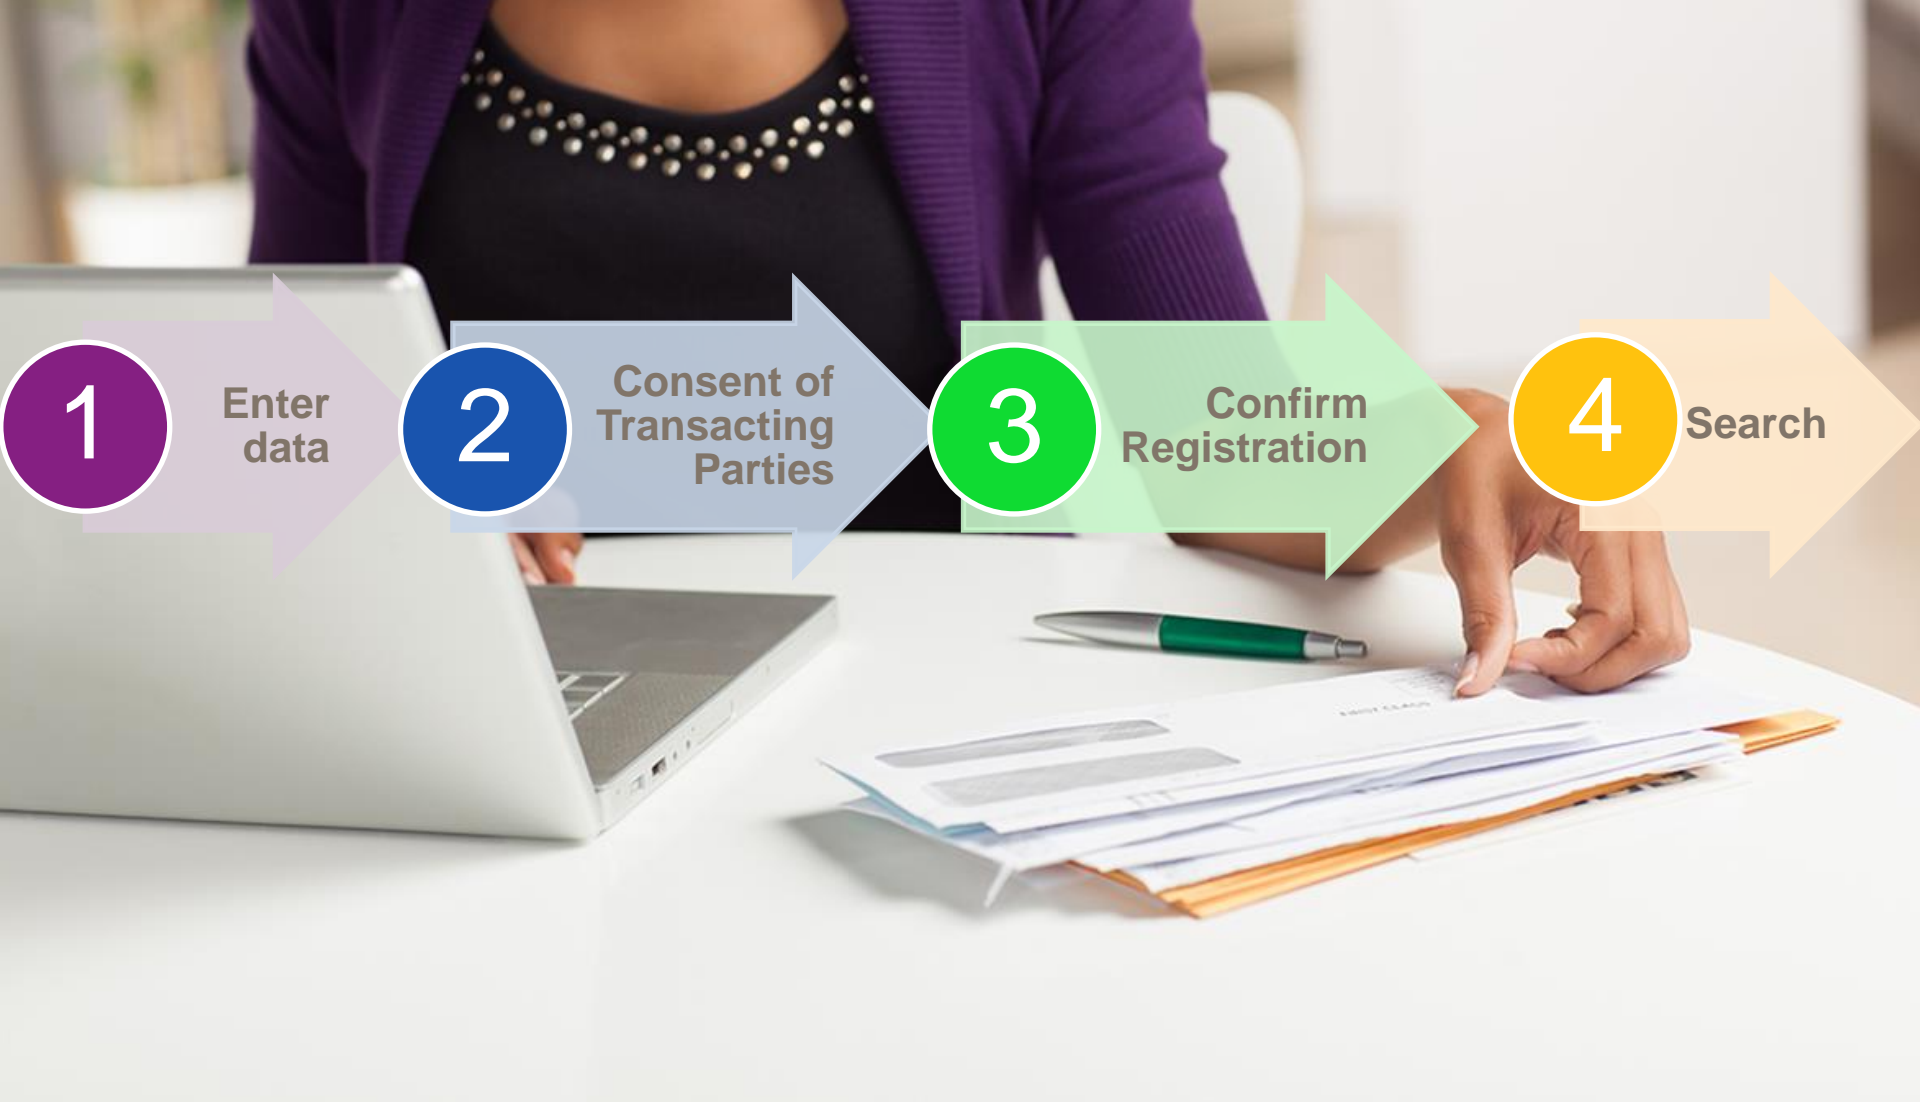 1
Enter
data
2
Consent of
Transacting
Parties
3
Confirm
Registration
4
Search